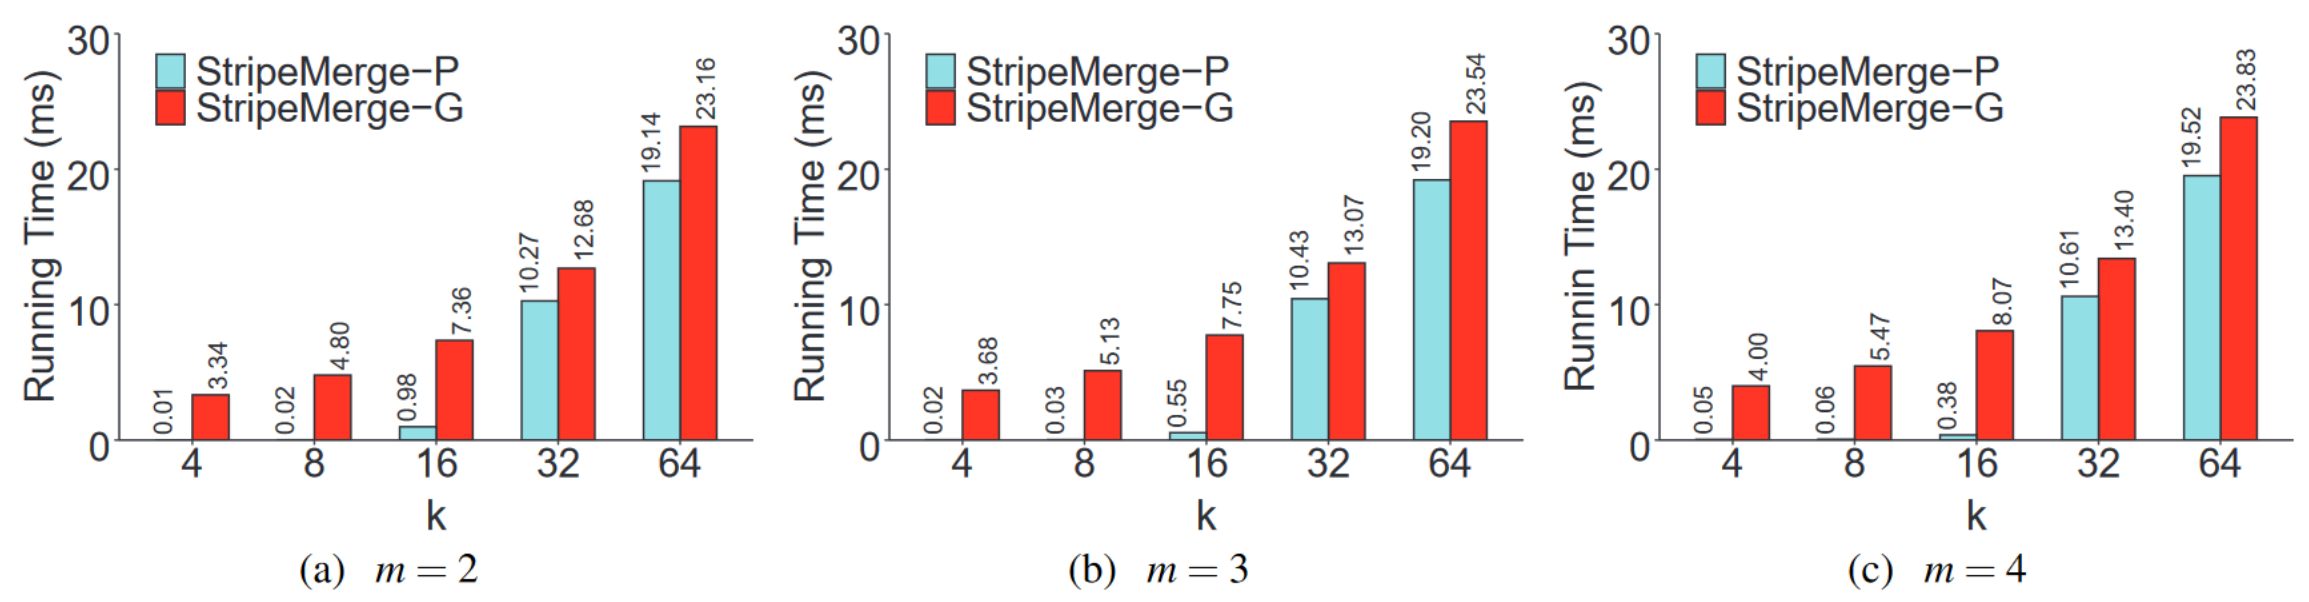 30
20
10
0
Running Time (ms)
StripeMerge−P
StripeMerge−G
0.01
3.34
0.02
4.80
0.98
7.36
10.27
12.68
19.14
23.16
4 8 16 32 64
k
(a) m = 2
30
20
10
0
Running Time (ms)
StripeMerge−P
StripeMerge−G
0.02
3.68
0.03
5.13
0.55
7.75
10.43
13.07
19.20
23.54
4 8 16 32 64
k
(b) m = 3
30
20
10
0
Runnin Time (ms)
StripeMerge−P
StripeMerge−G
0.05
4.00
0.06
5.47
0.38
8.07
10.61
13.40
19.52
23.83
4 8 16 32 64
k
(c) m = 4